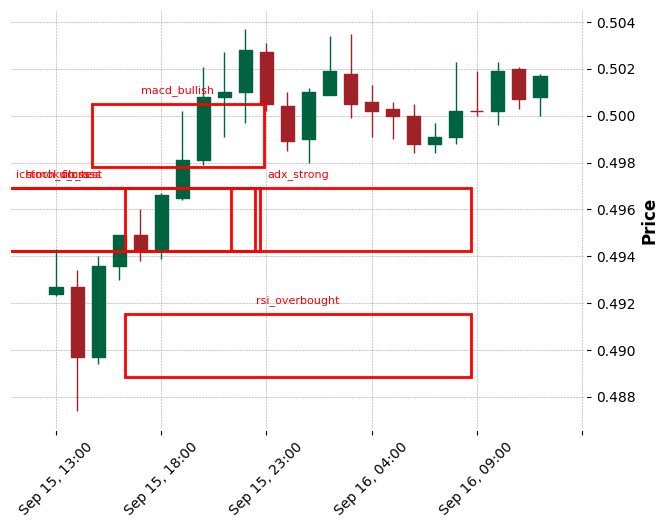 0.504
0.502
macd_bullish
0.500
0.498
adx_strong
0.496
Price
0.494
0.492
rsi_overbought
0.490
0.488
Sep 15, 13:00
Sep 15, 18:00
Sep 15, 23:00
Sep 16, 04:00
Sep 16, 09:00